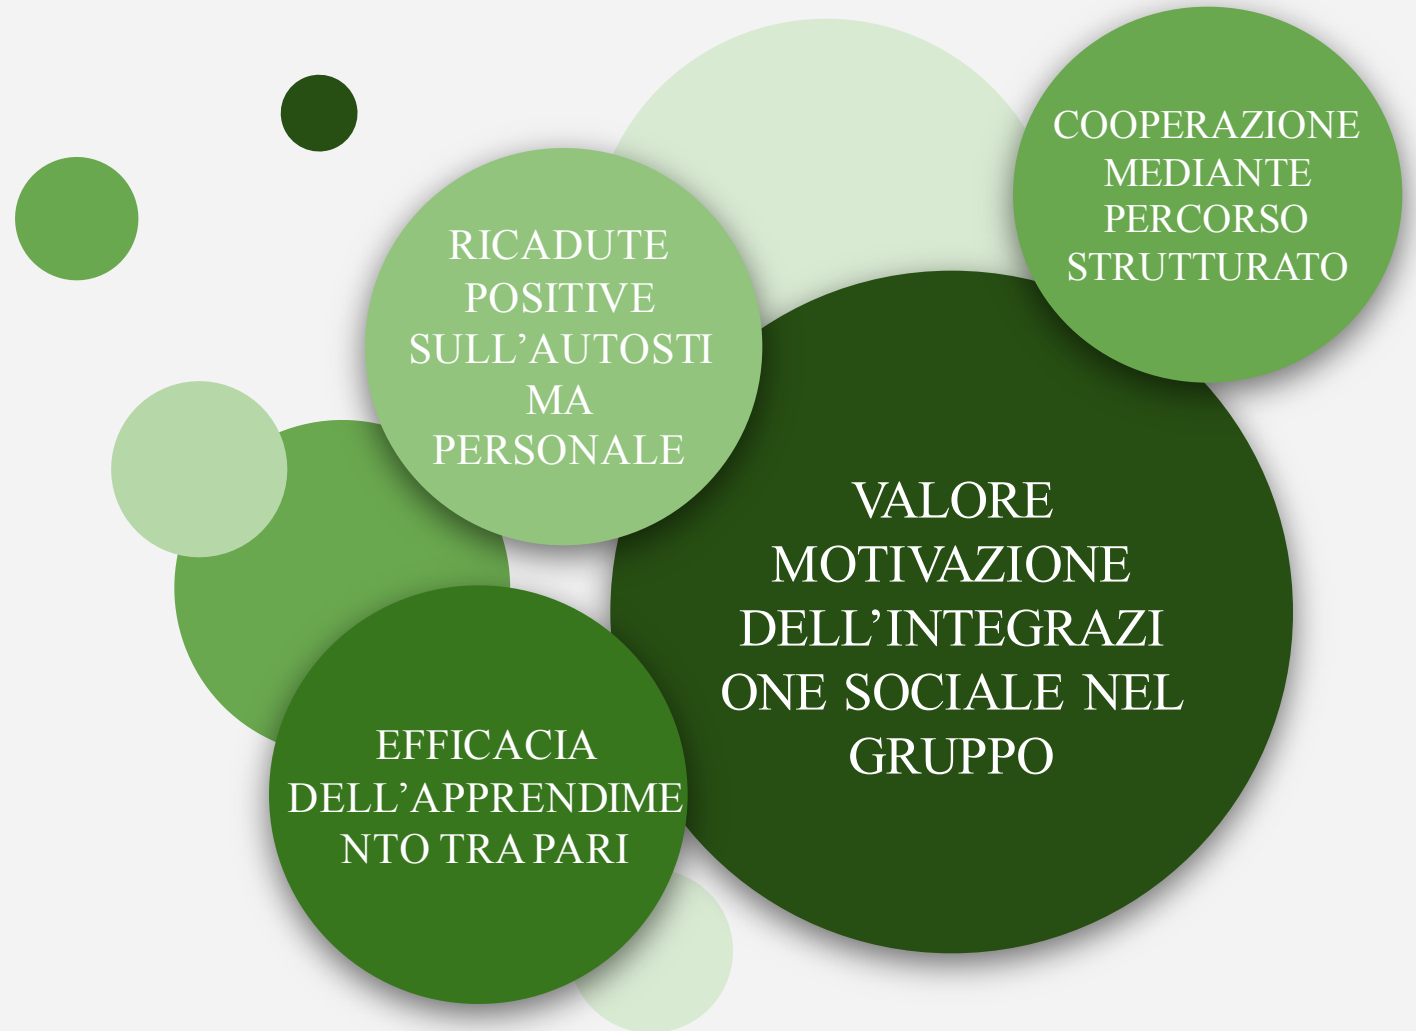 COOPERAZIONE
MEDIANTE
PERCORSO
STRUTTURATO
RICADUTE
POSITIVE
SULL’AUTOSTI
MA
PERSONALE
VALORE
MOTIVAZIONE
DELL’INTEGRAZI
ONE SOCIALE NEL
GRUPPO
EFFICACIA
DELL’APPRENDIME
NTO TRA PARI